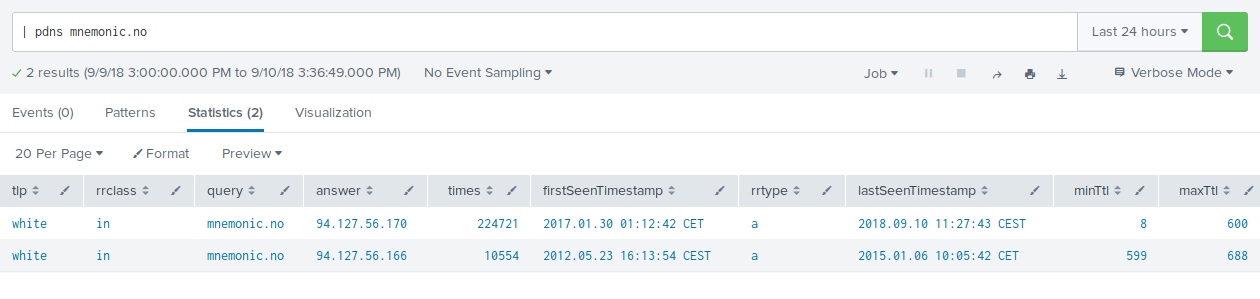 | pdns mnemonic.no Last 24 hours
2 results (9/9/18 3:00:00.000 PM to 9/10/18 3:36:49.000 PM) No Event Sampling Job Verbose Mode
Events (0) Patterns Statistics (2) Visualization
20 Per Page Format Preview
tlp rrclass query answer times firstSeenTimestamp rrtype lastSeenTimestamp minTtl maxTtl
white in mnemonic.no 94.127.56.170 224721 2017.01.30 01:12:42 CET a 2018.09.10 11:27:43 CEST 8 600
white in mnemonic.no 94.127.56.166 10554 2012.05.23 16:13:54 CEST a 2015.01.06 10:05:42 CET 599 688